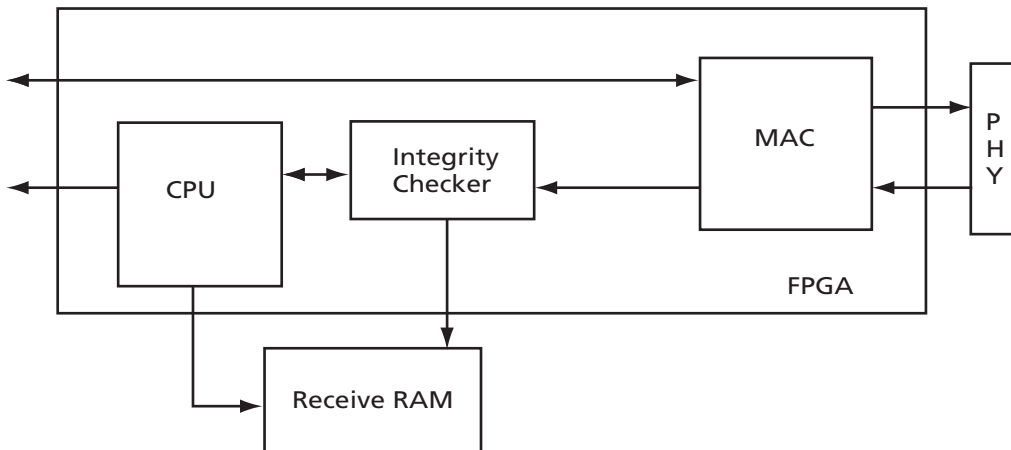 MAC
P
H
Y
Integrity
Checker
CPU
FPGA
Receive RAM